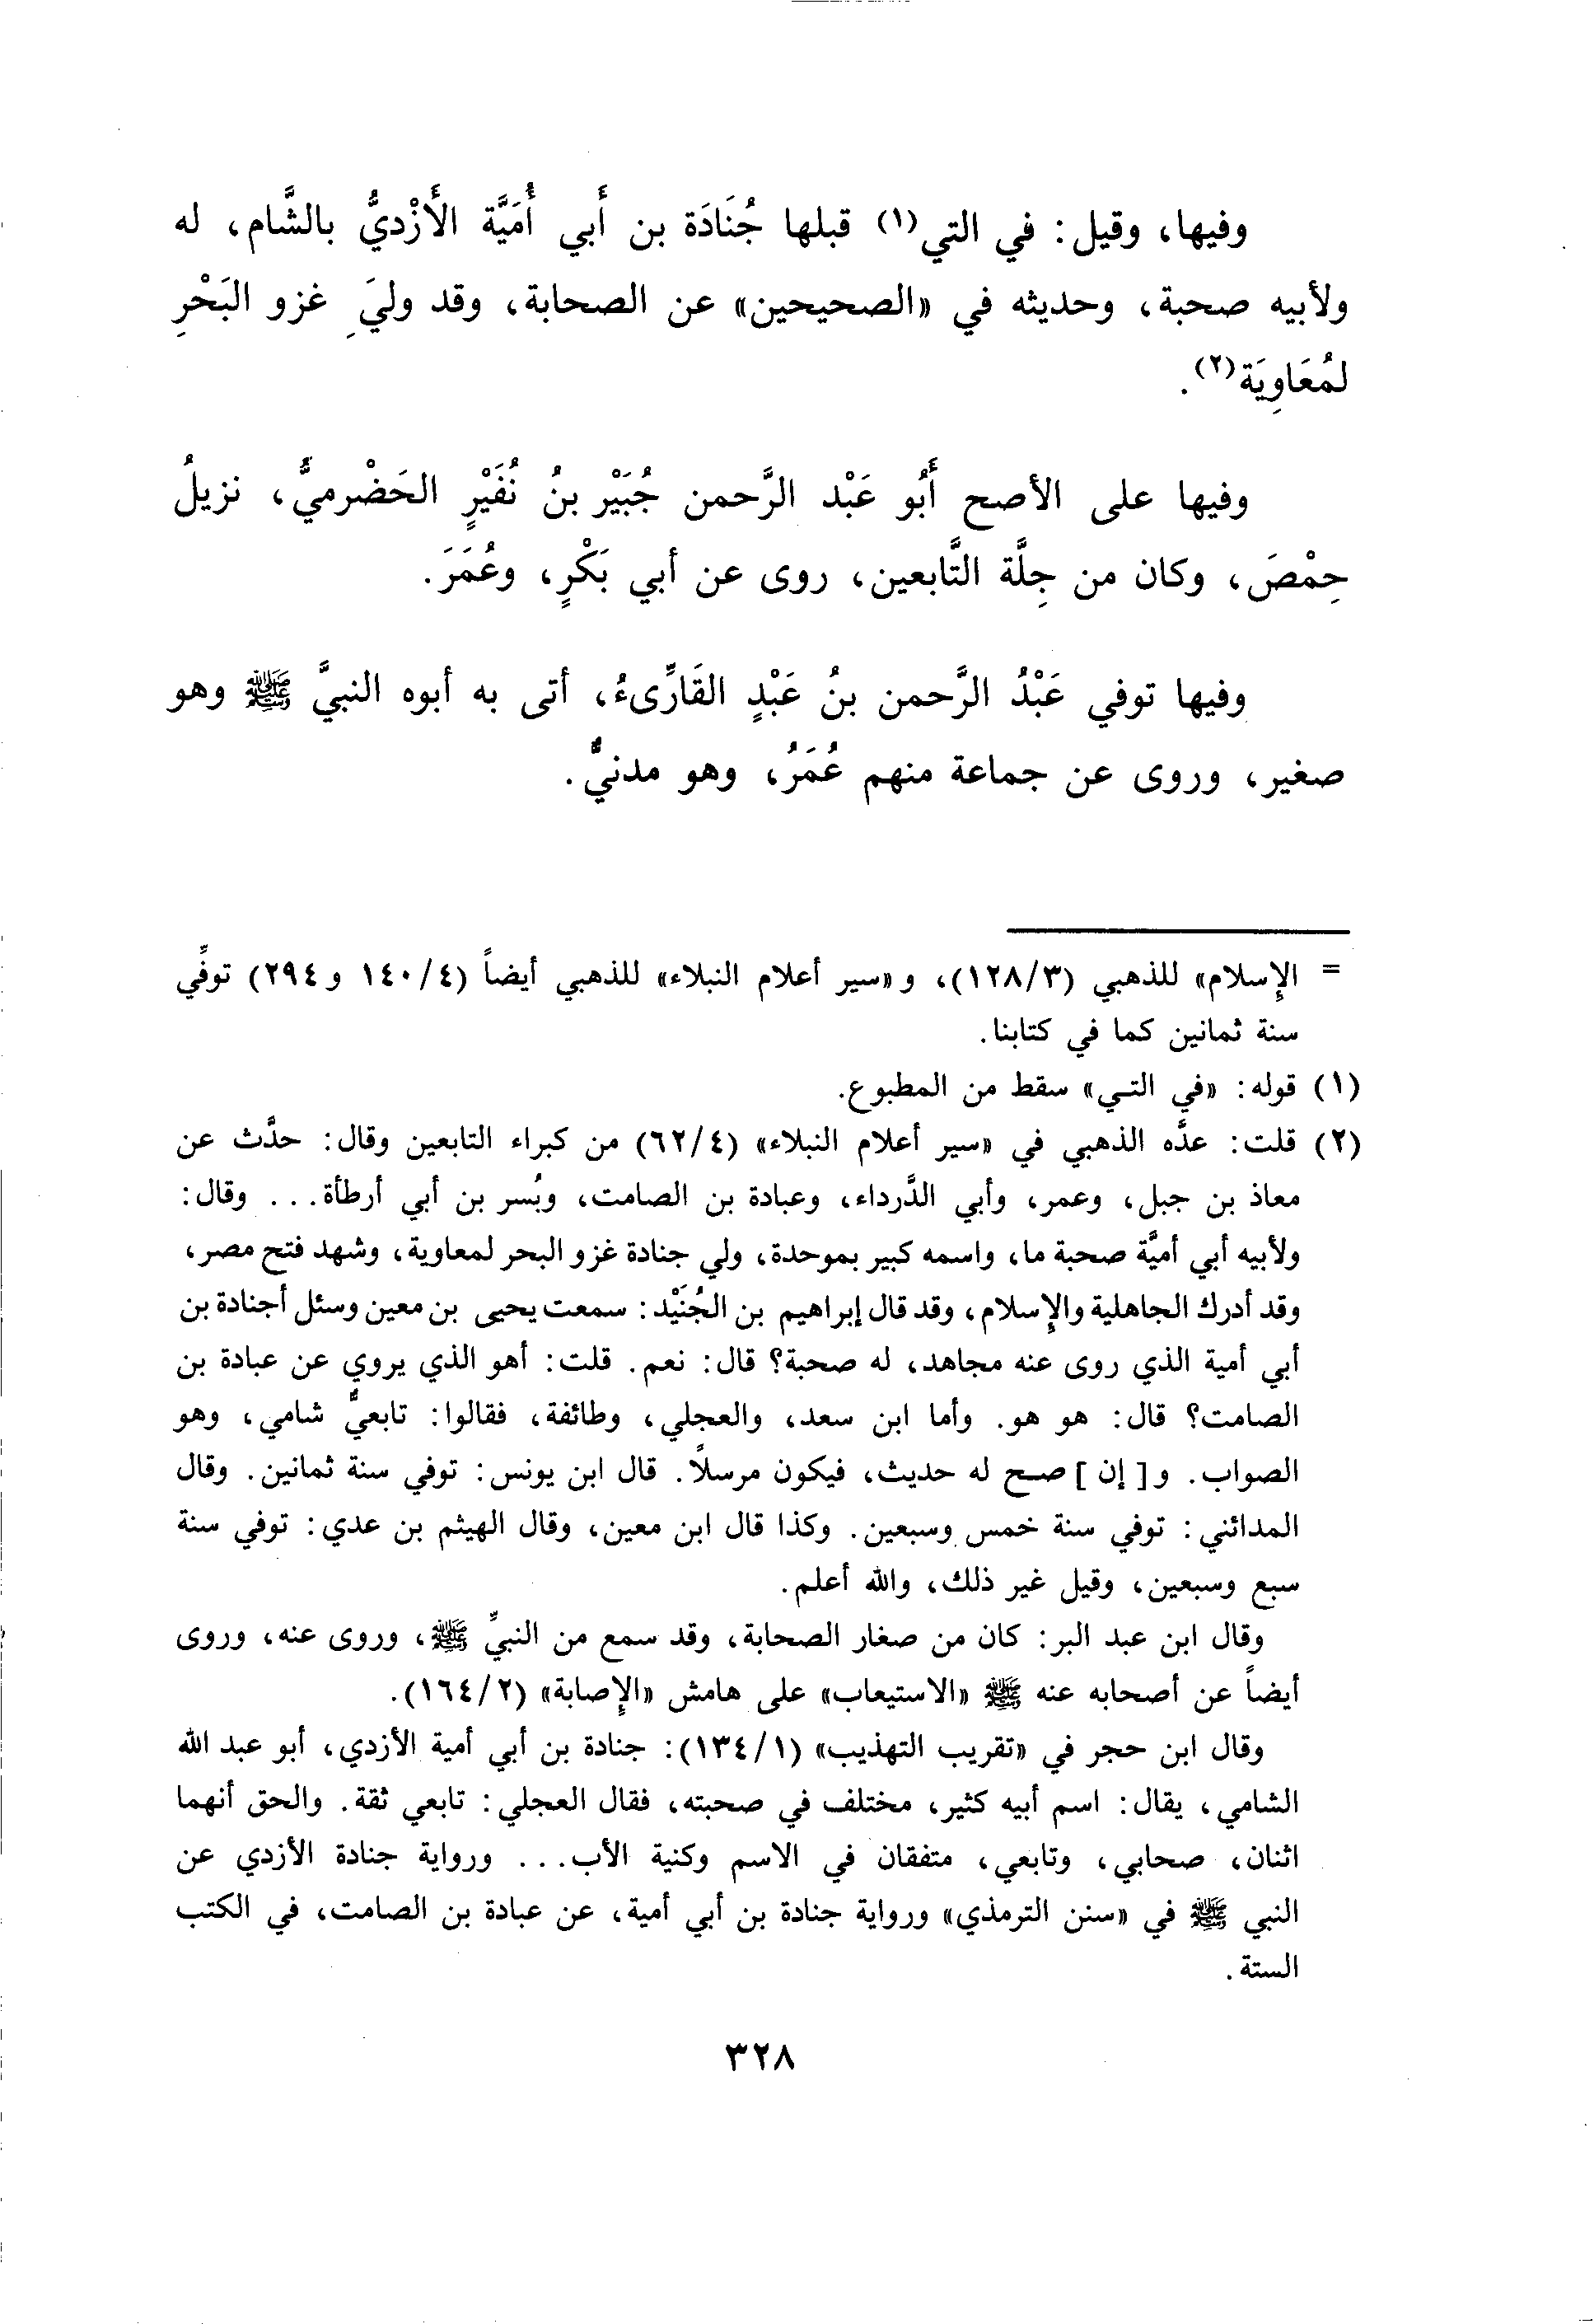 وفيها، وقيل: في التي(١) قبلها جُنَادَة بن أَبي أُمَيَّة الأَزْديُّ بالشَّام، له
ولأبيه صحبة، وحديثه في «الصحيحين» عن الصحابة، وقد وليَ غزو البَحْرِ
لمُعَاوِيَة(٢).
وفيها على الأصح أَبُو عَبْد الرَّحمن جُبَيْر بنُ نُفَيْرٍ الحَضْرميُّ، نزيلُ
حِمْصَ، وكان من جِلَّة التَّابعين، روى عن أبي بَكْرٍ، وعُمَرَ.
وفيها توفي عَبْدُ الرَّحمن بنُ عَبْدٍ القَارِّىءُ، أتى به أبوه النبيَّ ﷺ وهو
صغير، وروى عن جماعة منهم عُمَرُ، وهو مدنيٌّ.
= الإِسلام» للذهبي (١٢٨/٣)، و «سير أعلام النبلاء» للذهبي أيضاً (١٤٠/٤ و ٢٩٤) توفِّي
سنة ثمانين كما في كتابنا.
(١) قوله: «في التي» سقط من المطبوع.
(٢) قلت: عدَّه الذهبي في «سير أعلام النبلاء» (٦٢/٤) من كبراء التابعين وقال: حدَّث عن
معاذ بن جبل، وعمر، وأبي الدَّرداء، وعبادة بن الصامت، وبُسر بن أبي أرطأة... وقال:
ولأبيه أبي أميَّة صحبة ما، واسمه كبير بموحدة، ولي جنادة غزو البحر لمعاوية، وشهد فتح مصر،
وقد أدرك الجاهلية والإِسلام، وقد قال إبراهيم بن الجُنَيْد: سمعت يحيى بن معين وسئل أجنادة بن
أبي أمية الذي روى عنه مجاهد، له صحبة؟ قال: نعم. قلت: أهو الذي يروي عن عبادة بن
الصامت؟ قال: هو هو. وأما ابن سعد، والعجلي، وطائفة، فقالوا: تابعيٌّ شامي، وهو
الصواب. و[ إن ] صح له حديث، فيكون مرسلاً. قال ابن يونس: توفي سنة ثمانين. وقال
المدائني: توفي سنة خمس وسبعين. وكذا قال ابن معين، وقال الهيثم بن عدي: توفي سنة
سبع وسبعين، وقيل غير ذلك، والله أعلم.
وقال ابن عبد البر: كان من صغار الصحابة، وقد سمع من النبيِّ ﷺ، وروى عنه، وروى
أيضاً عن أصحابه عنه ﷺ «الاستيعاب» على هامش «الإِصابة» (١٦٤/٢).
وقال ابن حجر في «تقريب التهذيب» (١٣٤/١): جنادة بن أبي أمية الأزدي، أبو عبد الله
الشامي، يقال: اسم أبيه كثير، مختلف في صحبته، فقال العجلي: تابعي ثقة. والحق أنهما
اثنان، صحابي، وتابعي، متفقان في الاسم وكنية الأب... ورواية جنادة الأزدي عن
النبي ﷺ في «سنن الترمذي» ورواية جنادة بن أبي أمية، عن عبادة بن الصامت، في الكتب
الستة.
٣٢٨